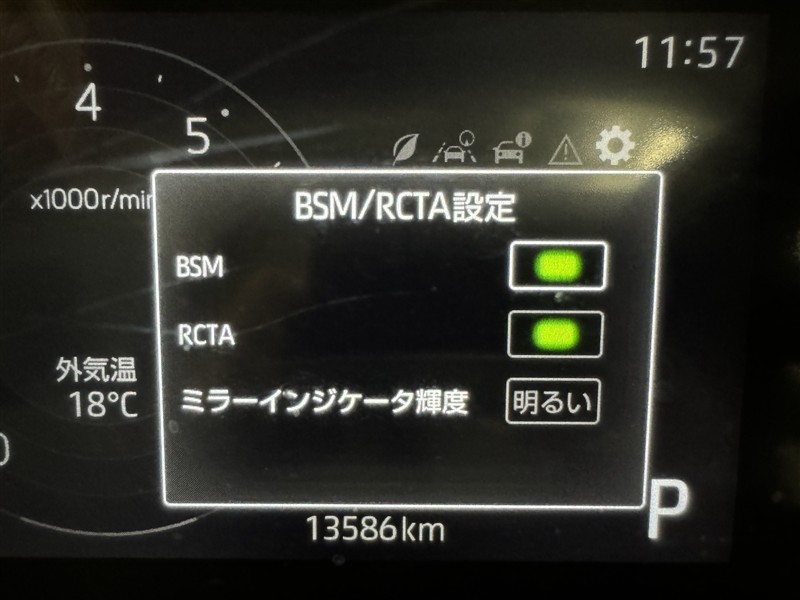 11:57
4
5
x1000r/min
BSM/RCTA設定
BSM
RCTA
外気温
18°C
ミラーインジケータ輝度 明るい
0
P
13586km